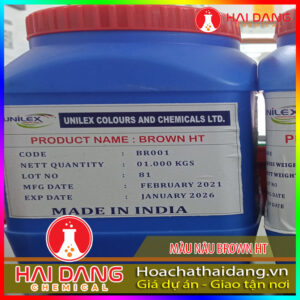 HAI DANG
CHEMICAL
UNILEX
UNILEX COLOURS AND CHEMICALS LTD.
PRODUCT NAME : BROWN HT
CODE : BR001
NETT QUANTITY : 01.000 KGS
LOT NO : 81
MFG DATE : FEBRUARY 2021
EXP DATE : JANUARY 2026
MADE IN INDIA
MÀU NÂU BROWN HT
HAI DANG
CHEMICAL
Hoachathaidang.vn
Giá dự án - Giao tận nơi